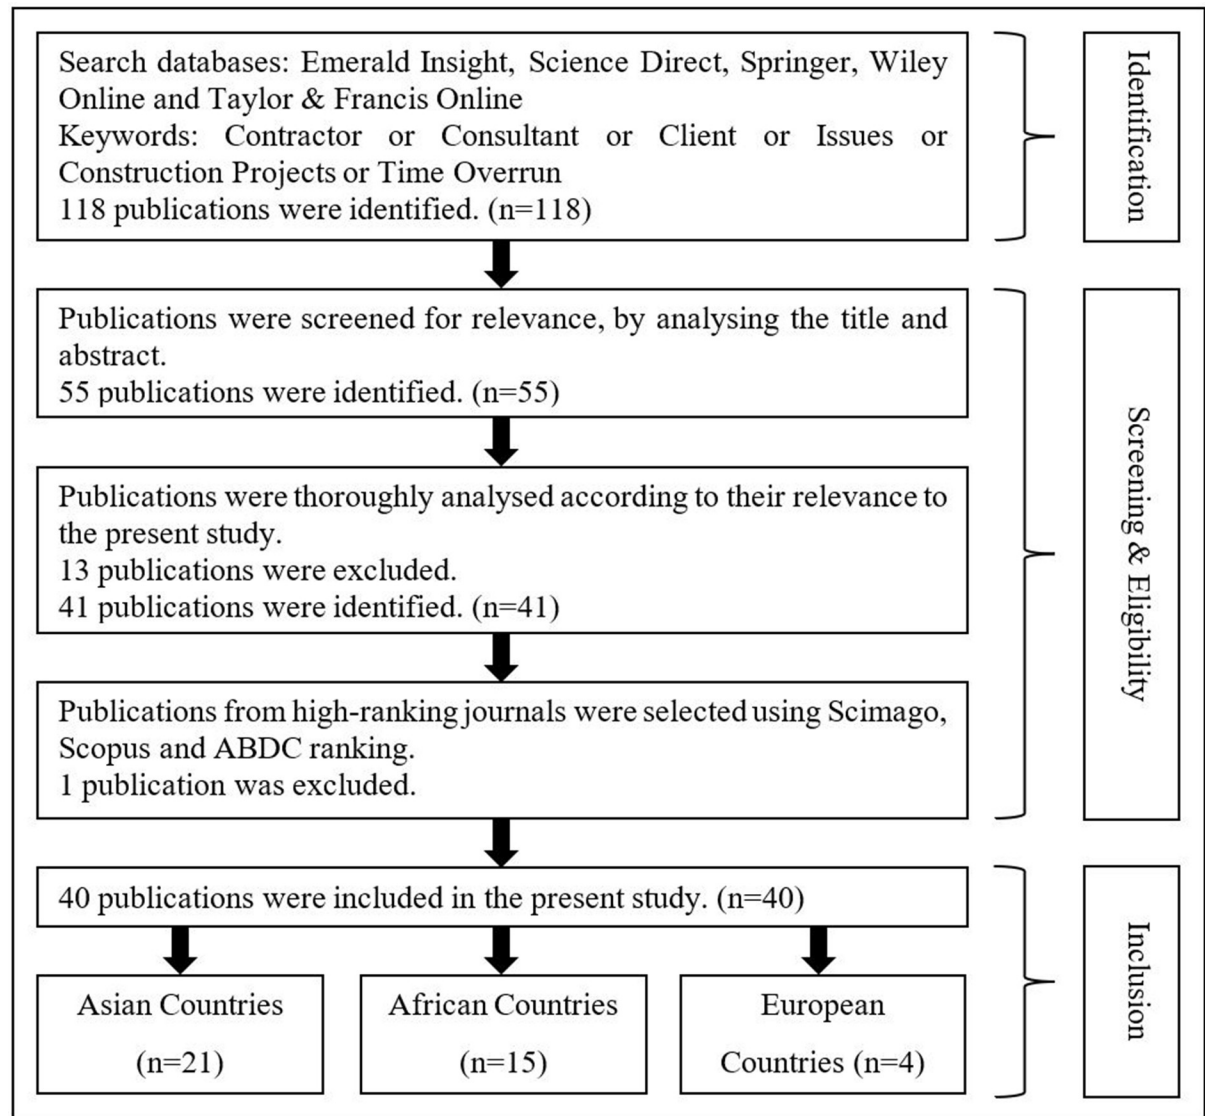 Search databases: Emerald Insight, Science Direct, Springer, Wiley
Online and Taylor & Francis Online
Keywords: Contractor or Consultant or Client or Issues or
Construction Projects or Time Overrun
118 publications were identified. (n=118)
Identification
Publications were screened for relevance, by analysing the title and
abstract.
55 publications were identified. (n=55)
Publications were thoroughly analysed according to their relevance to
the present study.
13 publications were excluded.
41 publications were identified. (n=41)
Publications from high-ranking journals were selected using Scimago,
Scopus and ABDC ranking.
1 publication was excluded.
Screening & Eligibility
40 publications were included in the present study. (n=40)
Asian Countries
(n=21)
African Countries
(n=15)
European
Countries (n=4)
Inclusion